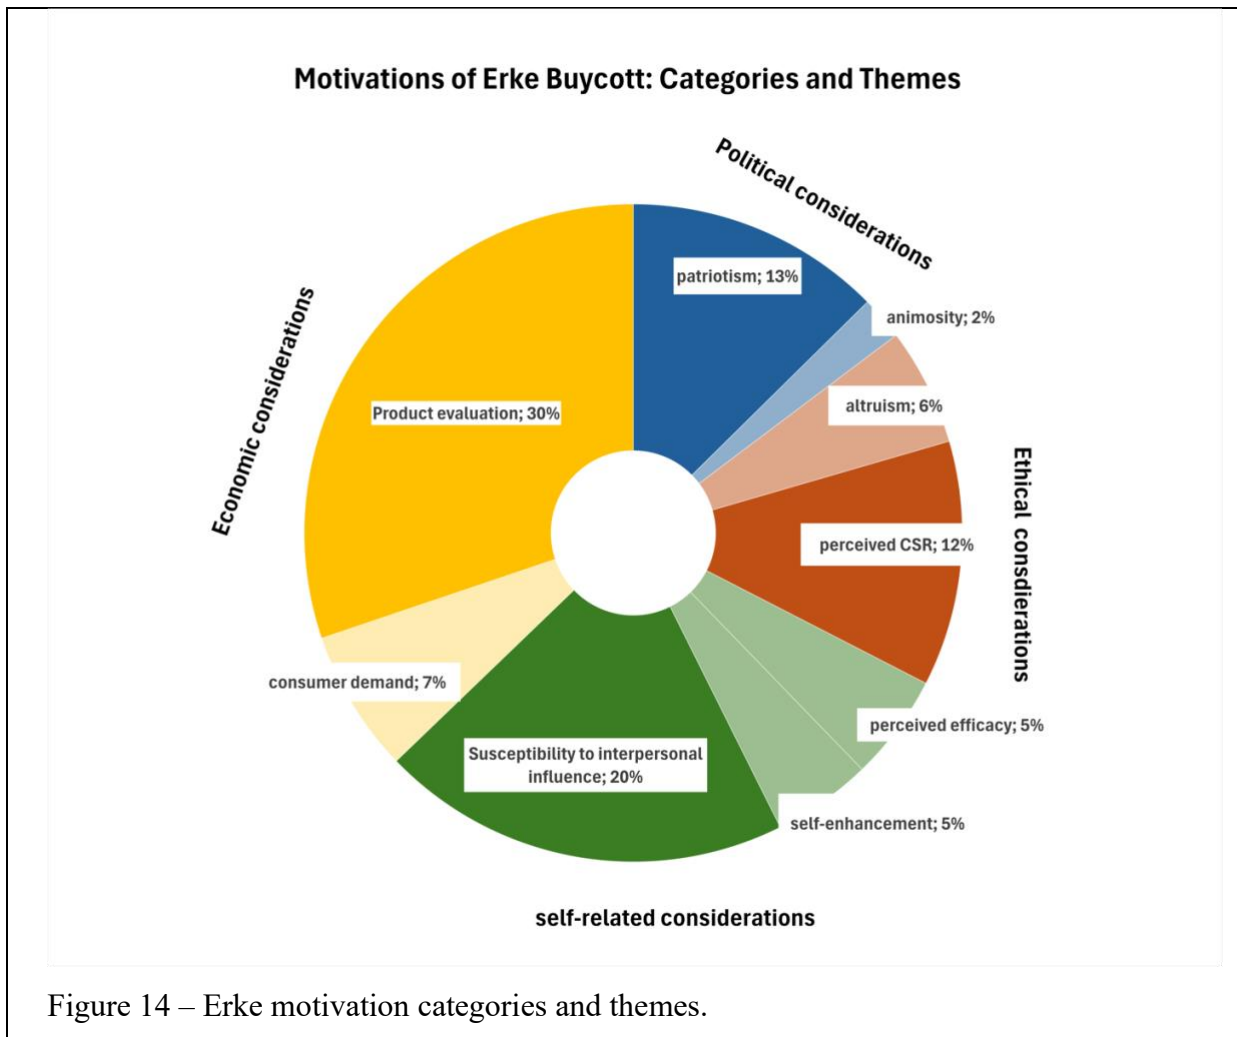 Motivations of Erke Buycott: Categories and Themes
Political considerations
patriotism; 13%
animosity; 2%
altruism; 6%
Product evaluation; 30%
Economic considerations
Ethical consdierations
perceived CSR; 12%
consumer demand; 7%
perceived efficacy; 5%
Susceptibility to interpersonal
influence; 20%
self-enhancement; 5%
self-related considerations
Figure 14 – Erke motivation categories and themes.